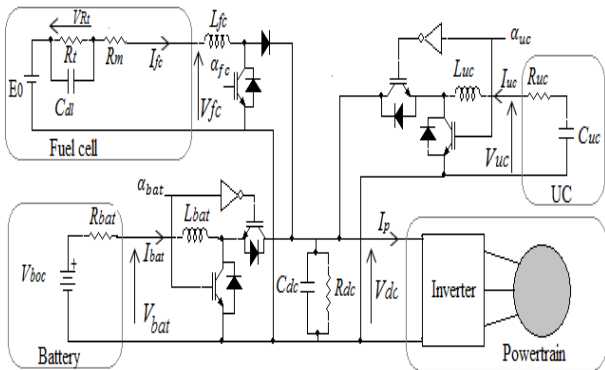 VRt
Rt
Rm
Cdl
E0
Ifc
Lfc
αfc
Vfc
Fuel cell
αuc
Luc
Iuc
Ruc
Vuc
Cuc
UC
αbat
Rbat
Lbat
Ibat
Vboc
+
Vbat
Battery
Cdc
Rdc
Vdc
Ip
Inverter
Powertrain